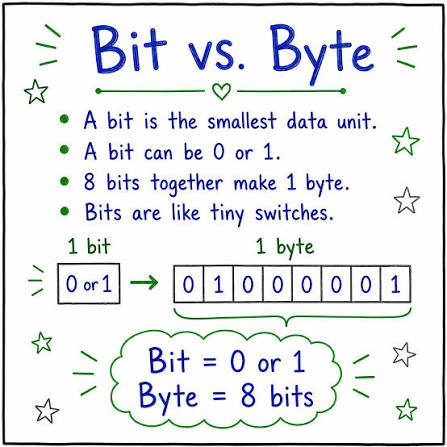 Bit vs. Byte
A bit is the smallest data unit.
A bit can be 0 or 1.
8 bits together make 1 byte.
Bits are like tiny switches.
1 bit 1 byte
0 or 1 0 1 0 0 0 0 0 1
Bit = 0 or 1
Byte = 8 bits